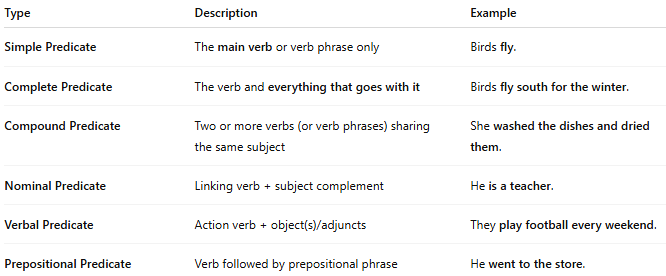 Type Description Example
Simple Predicate The main verb or verb phrase only Birds fly.
Complete Predicate The verb and everything that goes with it Birds fly south for the winter.
Compound Predicate Two or more verbs (or verb phrases) sharing She washed the dishes and dried
the same subject them.
Nominal Predicate Linking verb + subject complement He is a teacher.
Verbal Predicate Action verb + object(s)/adjuncts They play football every weekend.
Prepositional Predicate Verb followed by prepositional phrase He went to the store.